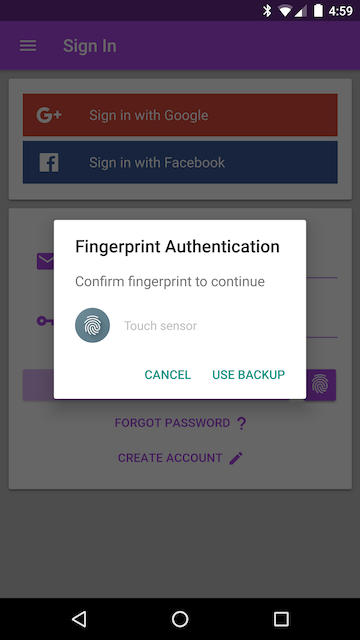 4:59
Sign In
G+ Sign in with Google
Sign in with Facebook
Fingerprint Authentication
Confirm fingerprint to continue
Touch sensor
CANCEL USE BACKUP
FORGOT PASSWORD ?
CREATE ACCOUNT